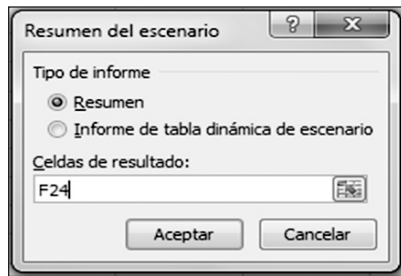 Resumen del escenario
Tipo de informe
Resumen
Informe de tabla dinámica de escenario
Celdas de resultado:
F24
Aceptar
Cancelar